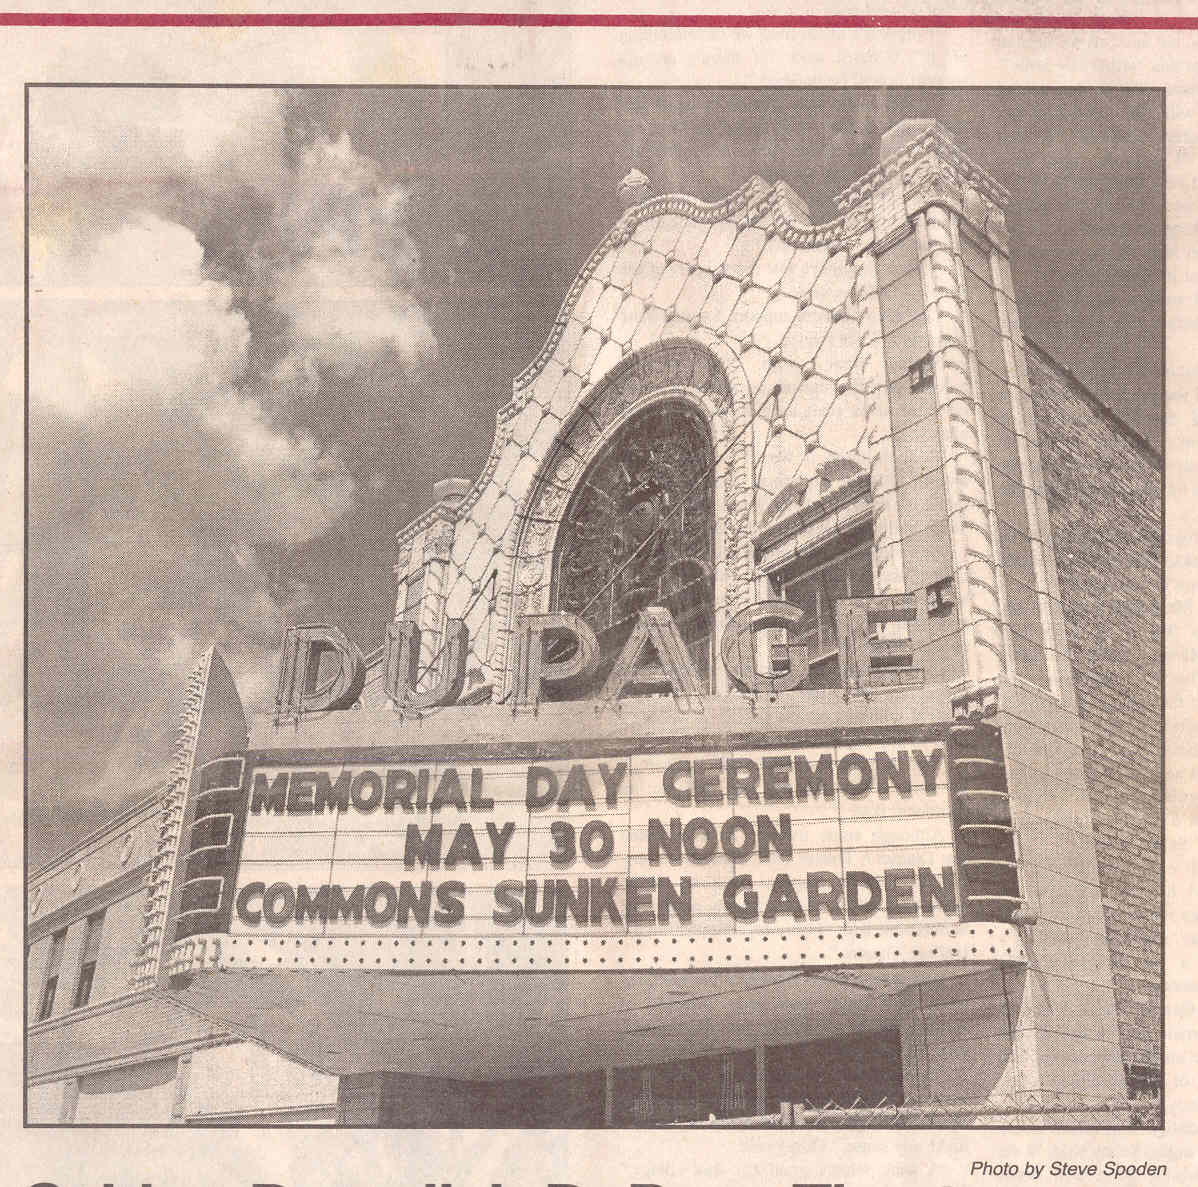 DUPAGE
MEMORIAL DAY CEREMONY
MAY 30 NOON
COMMONS SUNKEN GARDEN
Photo by Steve Spoden